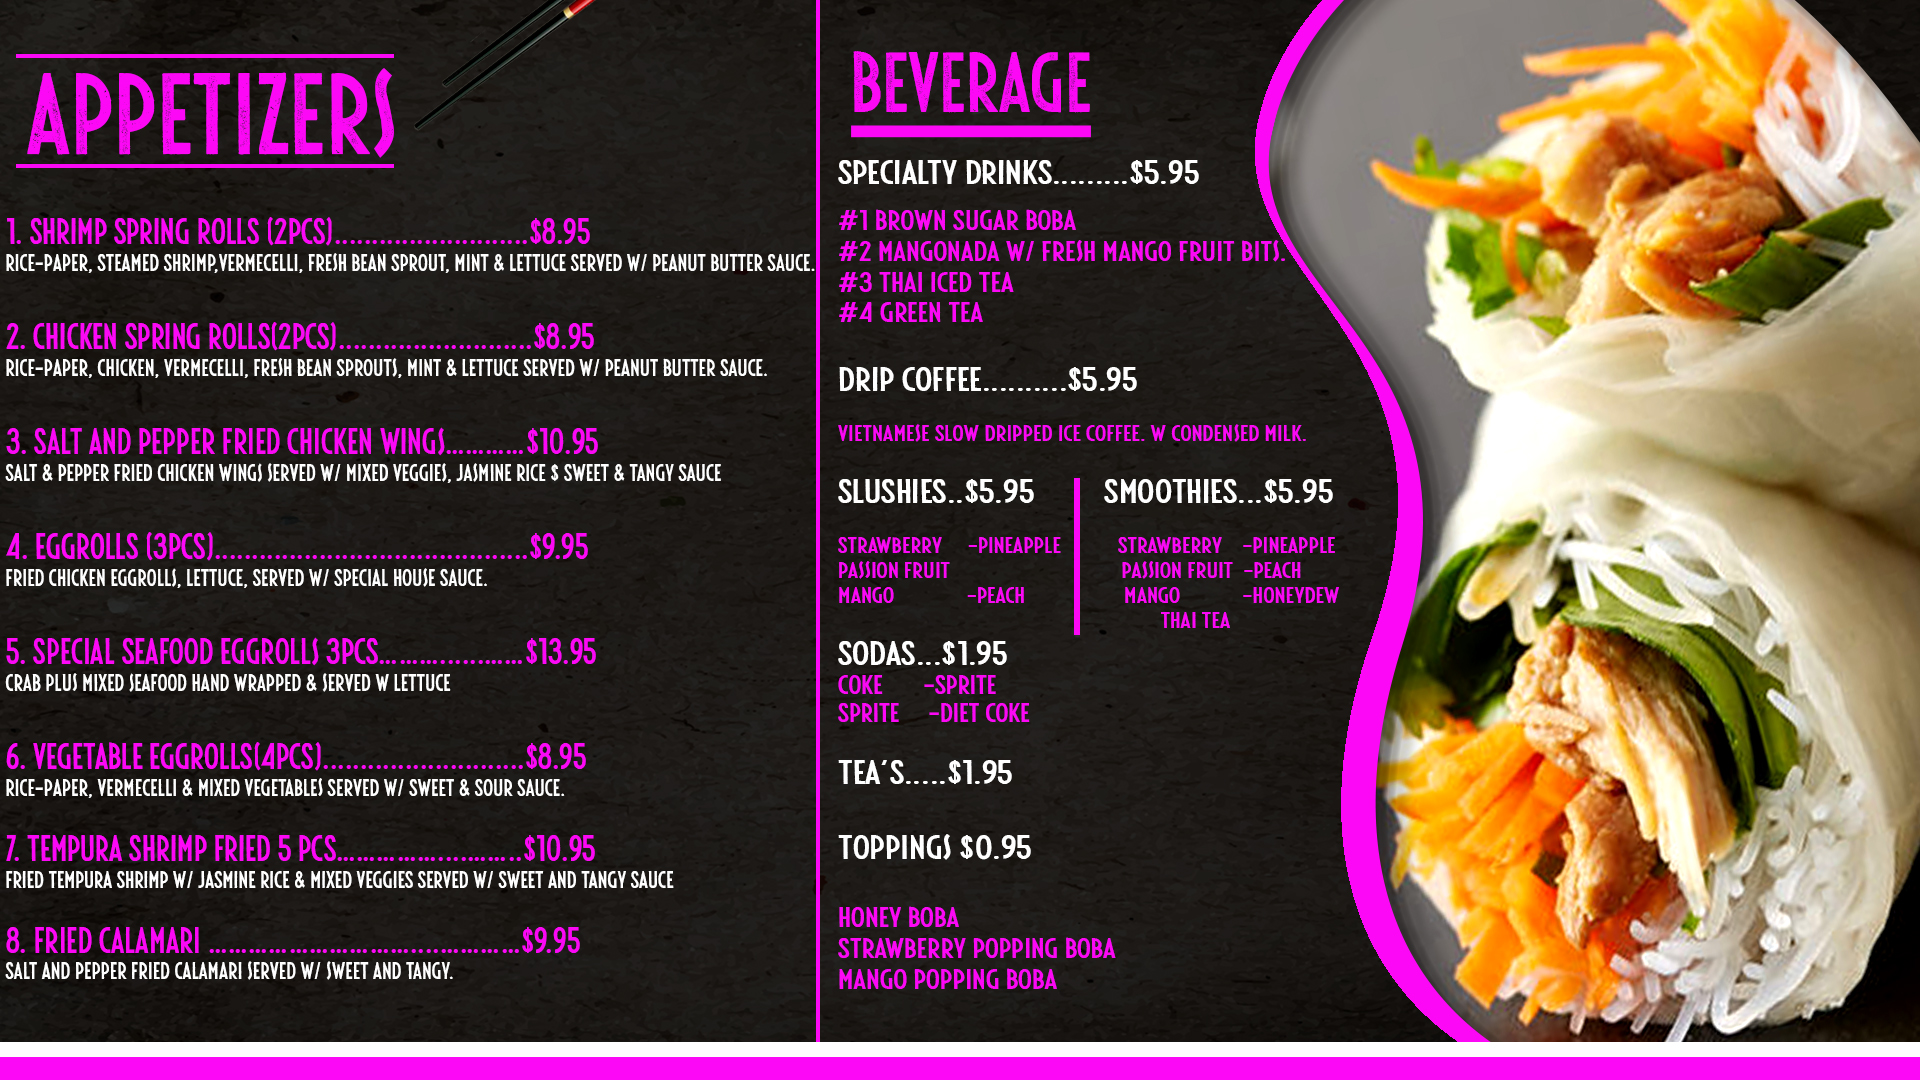 APPETIZERS
1. SHRIMP SPRING ROLLS (2PCS)..........................$8.95
RICE-PAPER, STEAMED SHRIMP,VERMECELLI, FRESH BEAN SPROUT, MINT & LETTUCE SERVED W/ PEANUT BUTTER SAUCE.
2. CHICKEN SPRING ROLLS(2PCS)..........................$8.95
RICE-PAPER, CHICKEN, VERMECELLI, FRESH BEAN SPROUTS, MINT & LETTUCE SERVED W/ PEANUT BUTTER SAUCE.
3. SALT AND PEPPER FRIED CHICKEN WINGS............$10.95
SALT & PEPPER FRIED CHICKEN WINGS SERVED W/ MIXED VEGGIES, JASMINE RICE $ SWEET & TANGY SAUCE
4. EGGROLLS (3PCS)..........................................$9.95
FRIED CHICKEN EGGROLLS, LETTUCE, SERVED W/ SPECIAL HOUSE SAUCE.
5. SPECIAL SEAFOOD EGGROLLS 3PCS......................$13.95
CRAB PLUS MIXED SEAFOOD HAND WRAPPED & SERVED W LETTUCE
6. VEGETABLE EGGROLLS(4PCS)...........................$8.95
RICE-PAPER, VERMECELLI & MIXED VEGETABLES SERVED W/ SWEET & SOUR SAUCE.
7. TEMPURA SHRIMP FRIED 5 PCS...........................$10.95
FRIED TEMPURA SHRIMP W/ JASMINE RICE & MIXED VEGGIES SERVED W/ SWEET AND TANGY SAUCE
8. FRIED CALAMARI ...............................................$9.95
SALT AND PEPPER FRIED CALAMARI SERVED W/ SWEET AND TANGY.
BEVERAGE
SPECIALTY DRINKS.........$5.95
#1 BROWN SUGAR BOBA
#2 MANGONADA W/ FRESH MANGO FRUIT BITS.
#3 THAI ICED TEA
#4 GREEN TEA
DRIP COFFEE..........$5.95
VIETNAMESE SLOW DRIPPED ICE COFFEE. W CONDENSED MILK.
SLUSHIES..$5.95
STRAWBERRY -PINEAPPLE
PASSION FRUIT
MANGO -PEACH
SMOOTHIES...$5.95
STRAWBERRY -PINEAPPLE
PASSION FRUIT -PEACH
MANGO -HONEYDEW
THAI TEA
SODAS...$1.95
COKE -SPRITE
SPRITE -DIET COKE
TEA'S.....$1.95
TOPPINGS $0.95
HONEY BOBA
STRAWBERRY POPPING BOBA
MANGO POPPING BOBA